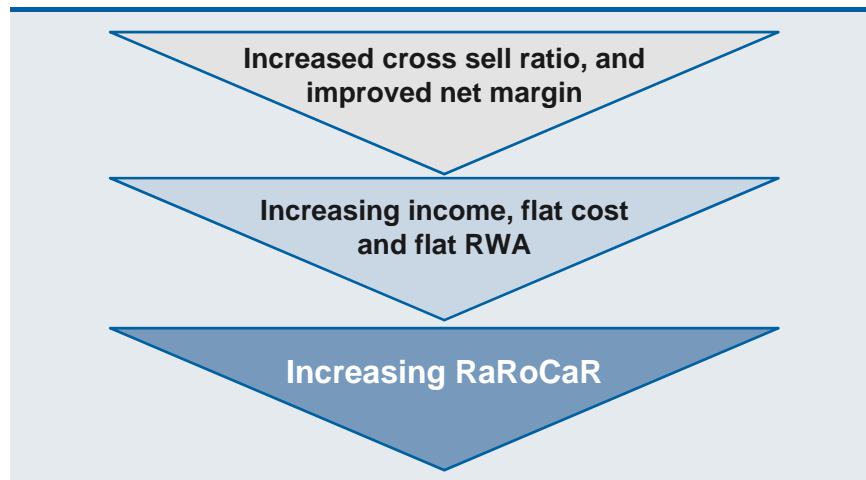 Increased cross sell ratio, and
improved net margin
Increasing income, flat cost
and flat RWA
Increasing RaRoCaR